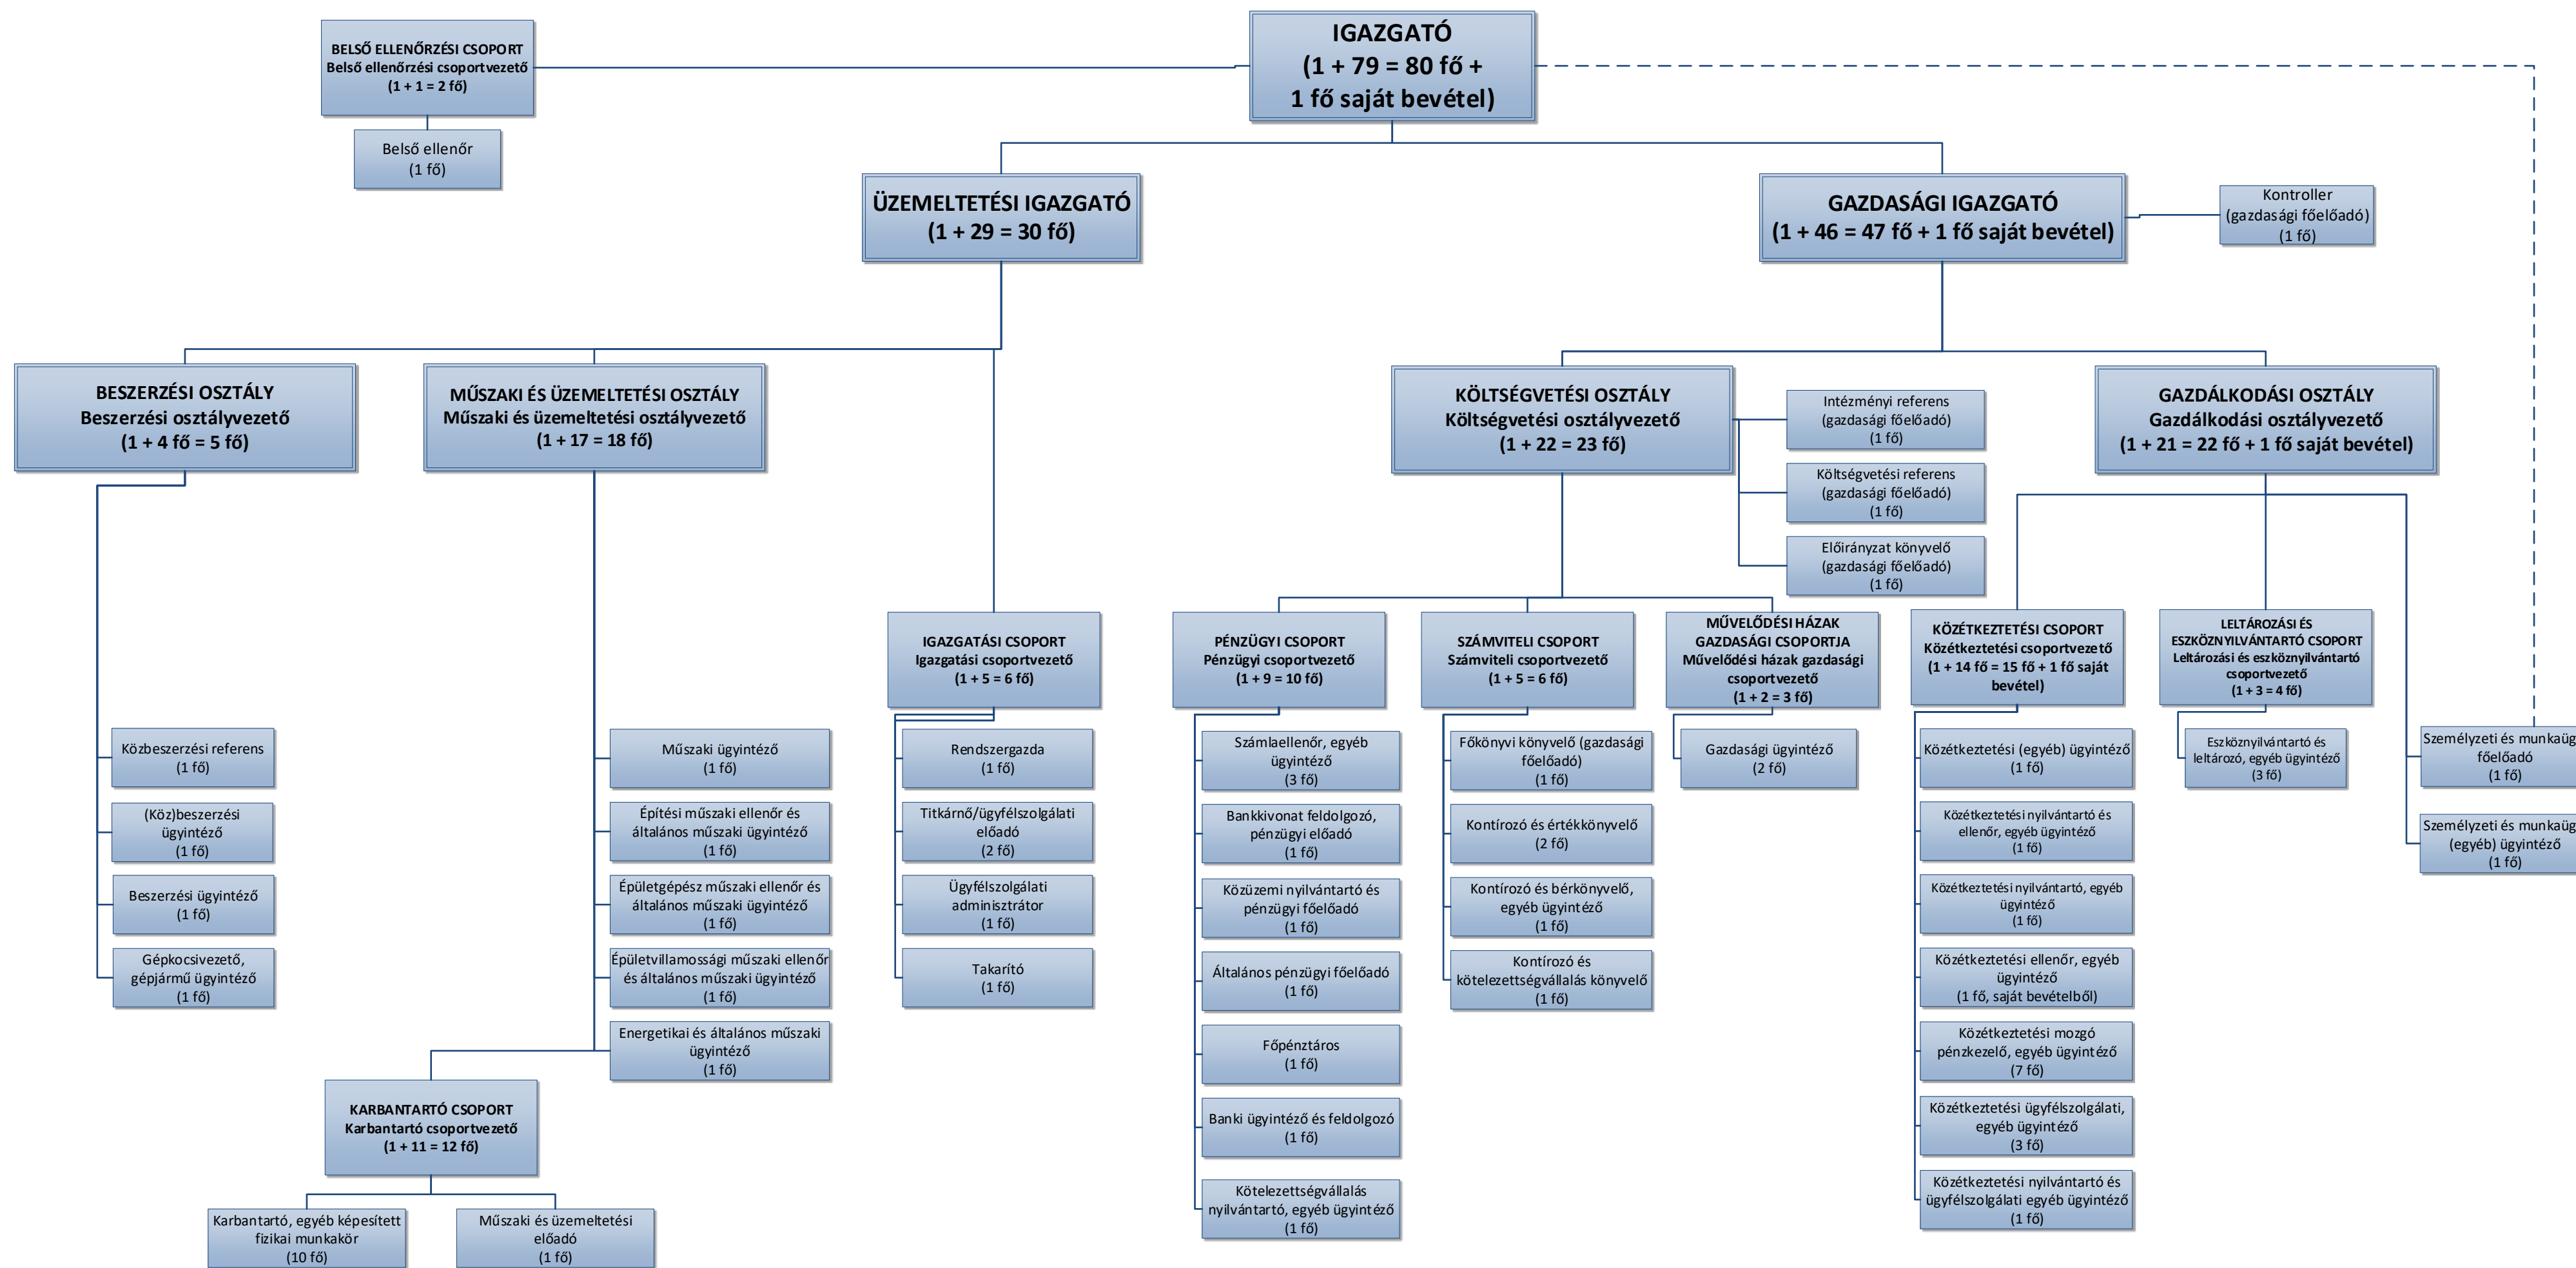 BELSŐ ELLENŐRZÉSI CSOPORT
Belső ellenőrzési csoportvezető
(1 + 1 = 2 fő)
Belső ellenőr
(1 fő)
IGAZGATÓ
(1 + 79 = 80 fő +
1 fő saját bevétel)
ÜZEMELTETÉSI IGAZGATÓ
(1 + 29 = 30 fő)
GAZDASÁGI IGAZGATÓ
(1 + 46 = 47 fő + 1 fő saját bevétel)
Kontroller
(gazdasági főelőadó)
(1 fő)
BESZERZÉSI OSZTÁLY
Beszerzési osztályvezető
(1 + 4 fő = 5 fő)
MŰSZAKI ÉS ÜZEMELTETÉSI OSZTÁLY
Műszaki és üzemeltetési osztályvezető
(1 + 17 = 18 fő)
KÖLTSÉGVETÉSI OSZTÁLY
Költségvetési osztályvezető
(1 + 22 = 23 fő)
Intézményi referens
(gazdasági főelőadó)
(1 fő)
Költségvetési referens
(gazdasági főelőadó)
(1 fő)
Előirányzat könyvelő
(gazdasági főelőadó)
(1 fő)
GAZDÁLKODÁSI OSZTÁLY
Gazdálkodási osztályvezető
(1 + 21 = 22 fő + 1 fő saját bevétel)
IGAZGATÁSI CSOPORT
Igazgatási csoportvezető
(1 + 5 = 6 fő)
PÉNZÜGYI CSOPORT
Pénzügyi csoportvezető
(1 + 9 = 10 fő)
SZÁMVITELI CSOPORT
Számviteli csoportvezető
(1 + 5 = 6 fő)
MŰVELŐDÉSI HÁZAK
GAZDASÁGI CSOPORTJA
Művelődési házak gazdasági
csoportvezető
(1 + 2 = 3 fő)
KÖZÉTKEZTETÉSI CSOPORT
Közétkeztetési csoportvezető
(1 + 14 fő = 15 fő + 1 fő saját
bevétel)
LELTÁROZÁSI ÉS
ESZKÖZNYILVÁNTARTÓ CSOPORT
Leltározási és eszköznyilvántartó
csoportvezető
(1 + 3 = 4 fő)
Közbeszerzési referens
(1 fő)
(Köz)beszerzési
ügyintéző
(1 fő)
Beszerzési ügyintéző
(1 fő)
Gépkocsivezető,
gépjármű ügyintéző
(1 fő)
Műszaki ügyintéző
(1 fő)
Építési műszaki ellenőr és
általános műszaki ügyintéző
(1 fő)
Épületgépész műszaki ellenőr és
általános műszaki ügyintéző
(1 fő)
Épületvillamossági műszaki ellenőr
és általános műszaki ügyintéző
(1 fő)
Energetikai és általános műszaki
ügyintéző
(1 fő)
KARBANTARTÓ CSOPORT
Karbantartó csoportvezető
(1 + 11 = 12 fő)
Karbantartó, egyéb képesített
fizikai munkakör
(10 fő)
Műszaki és üzemeltetési
előadó
(1 fő)
Rendszergazda
(1 fő)
Titkárnő/ügyfélszolgálati
előadó
(2 fő)
Ügyfélszolgálati
adminisztrátor
(1 fő)
Takarító
(1 fő)
Számlaellenőr, egyéb
ügyintéző
(3 fő)
Bankkivonat feldolgozó,
pénzügyi előadó
(1 fő)
Közüzemi nyilvántartó és
pénzügyi főelőadó
(1 fő)
Általános pénzügyi főelőadó
(1 fő)
Főpénztáros
(1 fő)
Banki ügyintéző és feldolgozó
(1 fő)
Kötelezettségvállalás
nyilvántartó, egyéb ügyintéző
(1 fő)
Főkönyvi könyvelő (gazdasági
főelőadó)
(1 fő)
Kontírozó és értékkönyvelő
(2 fő)
Kontírozó és bérkönyvelő,
egyéb ügyintéző
(1 fő)
Kontírozó és
kötelezettségvállalás könyvelő
(1 fő)
Gazdasági ügyintéző
(2 fő)
Közétkeztetési (egyéb) ügyintéző
(1 fő)
Közétkeztetési nyilvántartó és
ellenőr, egyéb ügyintéző
(1 fő)
Közétkeztetési nyilvántartó, egyéb
ügyintéző
(1 fő)
Közétkeztetési ellenőr, egyéb
ügyintéző
(1 fő, saját bevételből)
Közétkeztetési mozgó
pénzkezelő, egyéb ügyintéző
(7 fő)
Közétkeztetési ügyfélszolgálati,
egyéb ügyintéző
(3 fő)
Közétkeztetési nyilvántartó és
ügyfélszolgálati egyéb ügyintéző
(1 fő)
Eszköznyilvántartó és
leltározó, egyéb ügyintéző
(3 fő)
Személyzeti és munkaüg
főelőadó
(1 fő)
Személyzeti és munkaüg
(egyéb) ügyintéző
(1 fő)